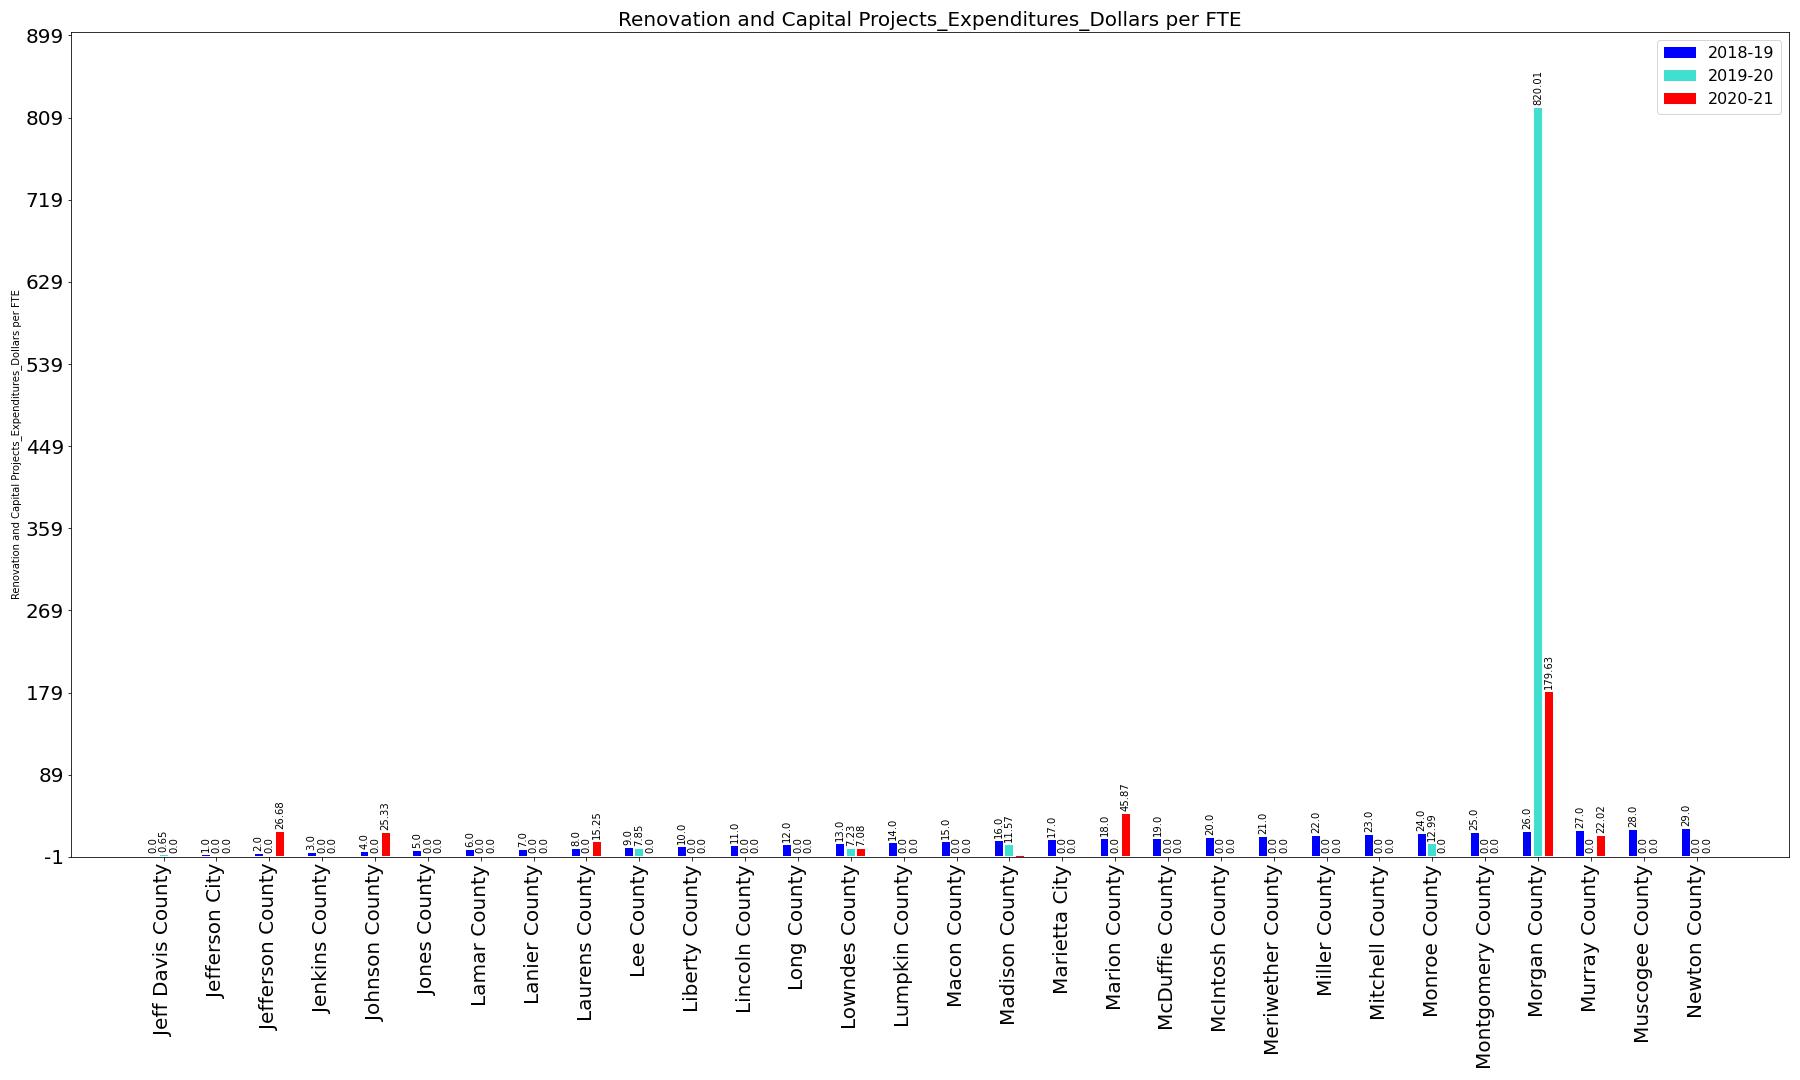 Renovation and Capital Projects_Expenditures_Dollars per FTE
899
809
719
629
539
449
359
269
179
89
-1
Renovation and Capital Projects_Expenditures_Dollars per FTE
2018-19
2019-20
2020-21
0.0 0.65 0.0
1.0 0.0 0.0
2.0 0.0 26.68
3.0 0.0 0.0
4.0 0.0 25.33
5.0 0.0 0.0
6.0 0.0 0.0
7.0 0.0 0.0
8.0 0.0 15.25
9.0 7.85 0.0
10.0 0.0 0.0
11.0 0.0 0.0
12.0 0.0 0.0
13.0 7.23 7.08
14.0 0.0 0.0
15.0 0.0 0.0
16.0 11.57
17.0 0.0 0.0
18.0 0.0 45.87
19.0 0.0 0.0
20.0 0.0 0.0
21.0 0.0 0.0
22.0 0.0 0.0
23.0 0.0 0.0
24.0 12.99 0.0
25.0 0.0 0.0
26.0 820.01 179.63
27.0 0.0 22.02
28.0 0.0 0.0
29.0 0.0 0.0
Jeff Davis County
Jefferson City
Jefferson County
Jenkins County
Johnson County
Jones County
Lamar County
Lanier County
Laurens County
Lee County
Liberty County
Lincoln County
Long County
Lowndes County
Lumpkin County
Macon County
Madison County
Marietta City
Marion County
McDuffie County
McIntosh County
Meriwether County
Miller County
Mitchell County
Monroe County
Montgomery County
Morgan County
Murray County
Muscogee County
Newton County